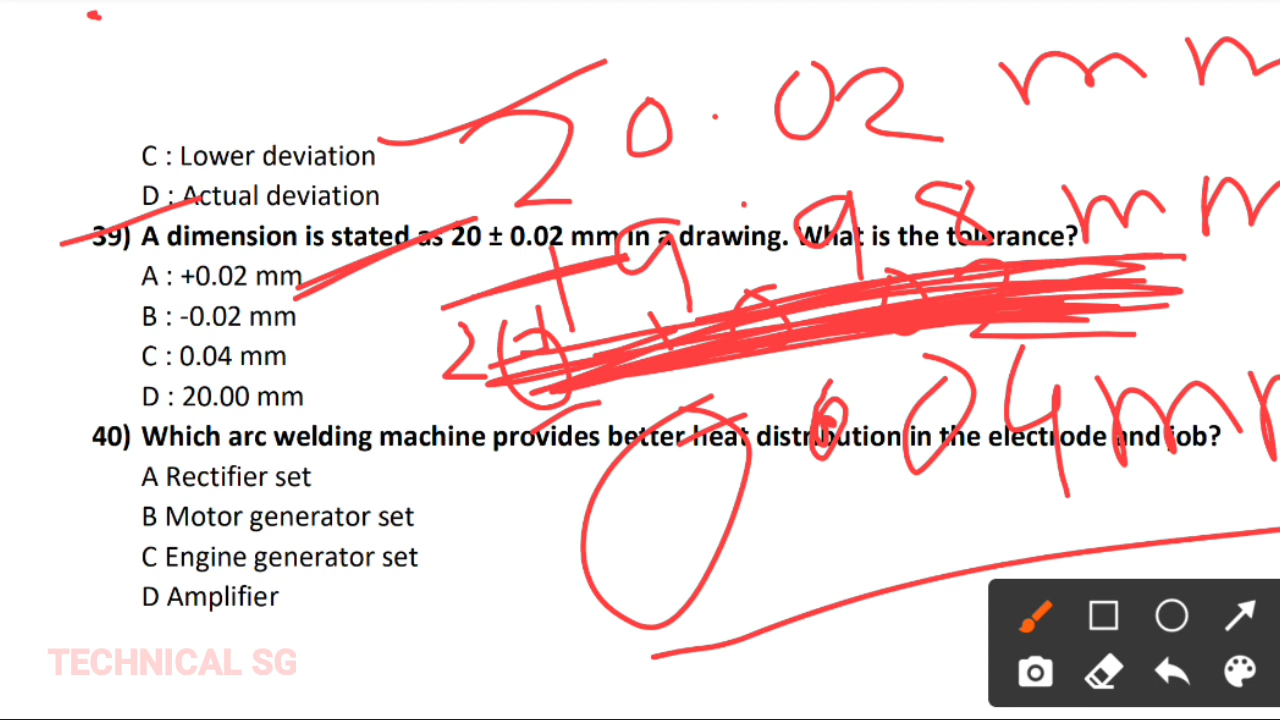 20.02 mm
C : Lower deviation
D : Actual deviation
19.98 mm
39) A dimension is stated as 20 ± 0.02 mm in a drawing. What is the tolerance?
A : +0.02 mm
B : -0.02 mm
C : 0.04 mm
D : 20.00 mm
0.04mm
40) Which arc welding machine provides better heat distribution in the electrode and job?
A Rectifier set
B Motor generator set
C Engine generator set
D Amplifier
TECHNICAL SG